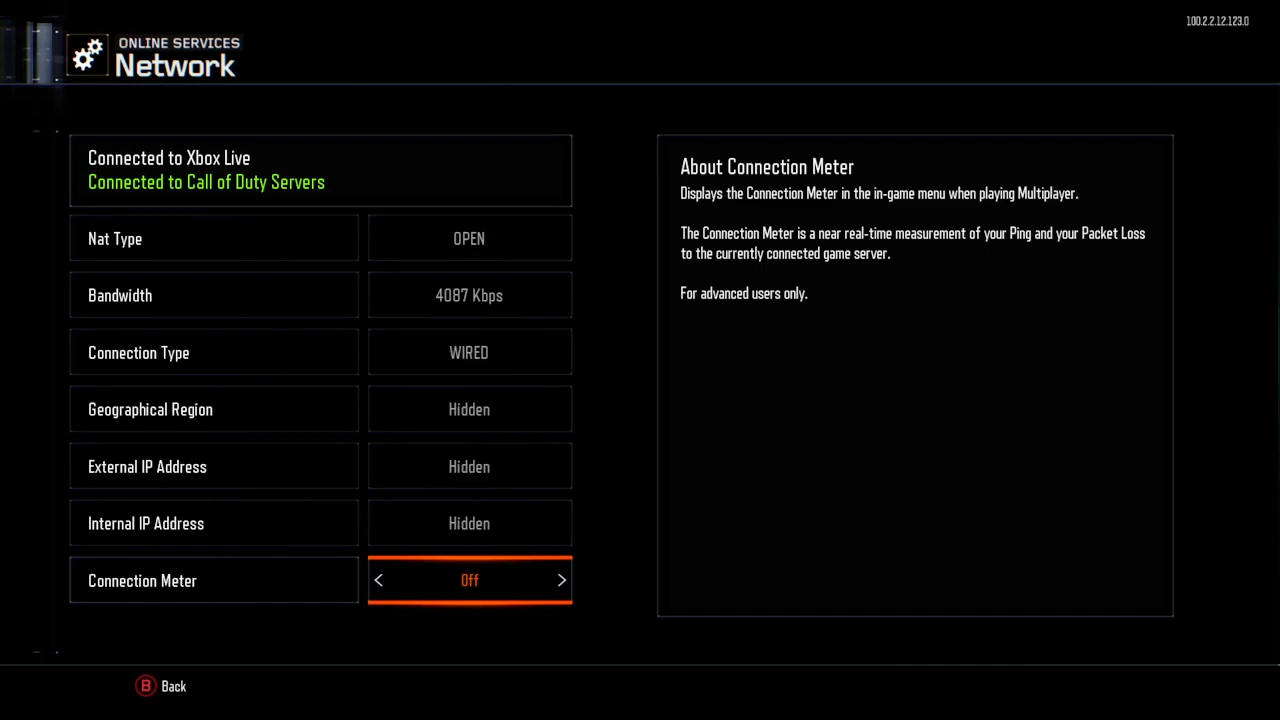 100.2.2.12.123.0
ONLINE SERVICES
Network
Connected to Xbox Live
Connected to Call of Duty Servers
Nat Type
OPEN
Bandwidth
4087 Kbps
Connection Type
WIRED
Geographical Region
Hidden
External IP Address
Hidden
Internal IP Address
Hidden
Connection Meter
< Off >
About Connection Meter
Displays the Connection Meter in the in-game menu when playing Multiplayer.
The Connection Meter is a near real-time measurement of your Ping and your Packet Loss
to the currently connected game server.
For advanced users only.
B Back